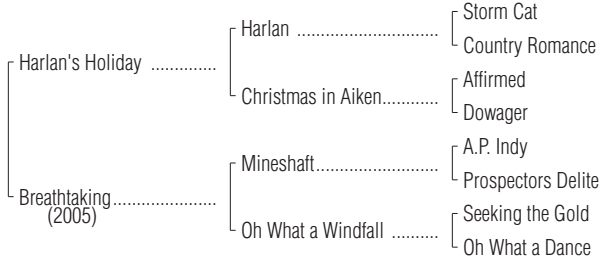 Storm Cat
Harlan ..................................
Country Romance
Harlan's Holiday ...............
Affirmed
Christmas in Aiken.............
Dowager
A.P. Indy
Mineshaft.............................
Prospectors Delite
Breathtaking........................
(2005)
Seeking the Gold
Oh What a Windfall ..........
Oh What a Dance